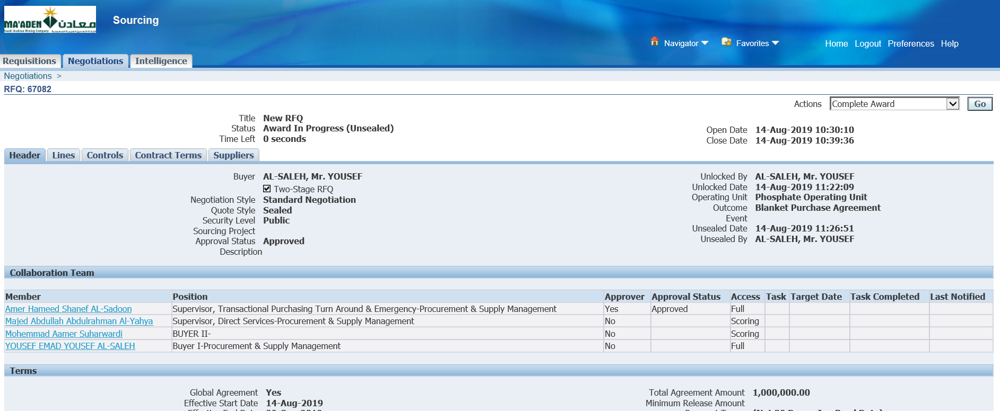 MA'ADEN معادن
Saudi Arabian Mining Company
Sourcing
Navigator Favorites Home Logout Preferences Help
Requisitions Negotiations Intelligence
Negotiations >
RFQ: 67082
Actions Complete Award Go
Title New RFQ
Status Award In Progress (Unsealed)
Time Left 0 seconds
Open Date 14-Aug-2019 10:30:10
Close Date 14-Aug-2019 10:39:36
Header Lines Controls Contract Terms Suppliers
Buyer AL-SALEH, Mr. YOUSEF
Two-Stage RFQ
Negotiation Style Standard Negotiation
Quote Style Sealed
Security Level Public
Sourcing Project
Approval Status Approved
Description
Unlocked By AL-SALEH, Mr. YOUSEF
Unlocked Date 14-Aug-2019 11:22:09
Operating Unit Phosphate Operating Unit
Outcome Blanket Purchase Agreement
Event
Unsealed Date 14-Aug-2019 11:26:51
Unsealed By AL-SALEH, Mr. YOUSEF
Collaboration Team
Member Position Approver Approval Status Access Task Target Date Task Completed Last Notified
Amer Hameed Shanef AL-Sadoon Supervisor, Transactional Purchasing Turn Around & Emergency-Procurement & Supply Management Yes Approved Full
Majed Abdullah Abdulrahman Al-Yahya Supervisor, Direct Services-Procurement & Supply Management No Scoring
Mohemmad Aamer Suharwardi BUYER II- No Scoring
YOUSEF EMAD YOUSEF AL-SALEH Buyer I-Procurement & Supply Management No Full
Terms
Global Agreement Yes
Effective Start Date 14-Aug-2019
Total Agreement Amount 1,000,000.00
Minimum Release Amount